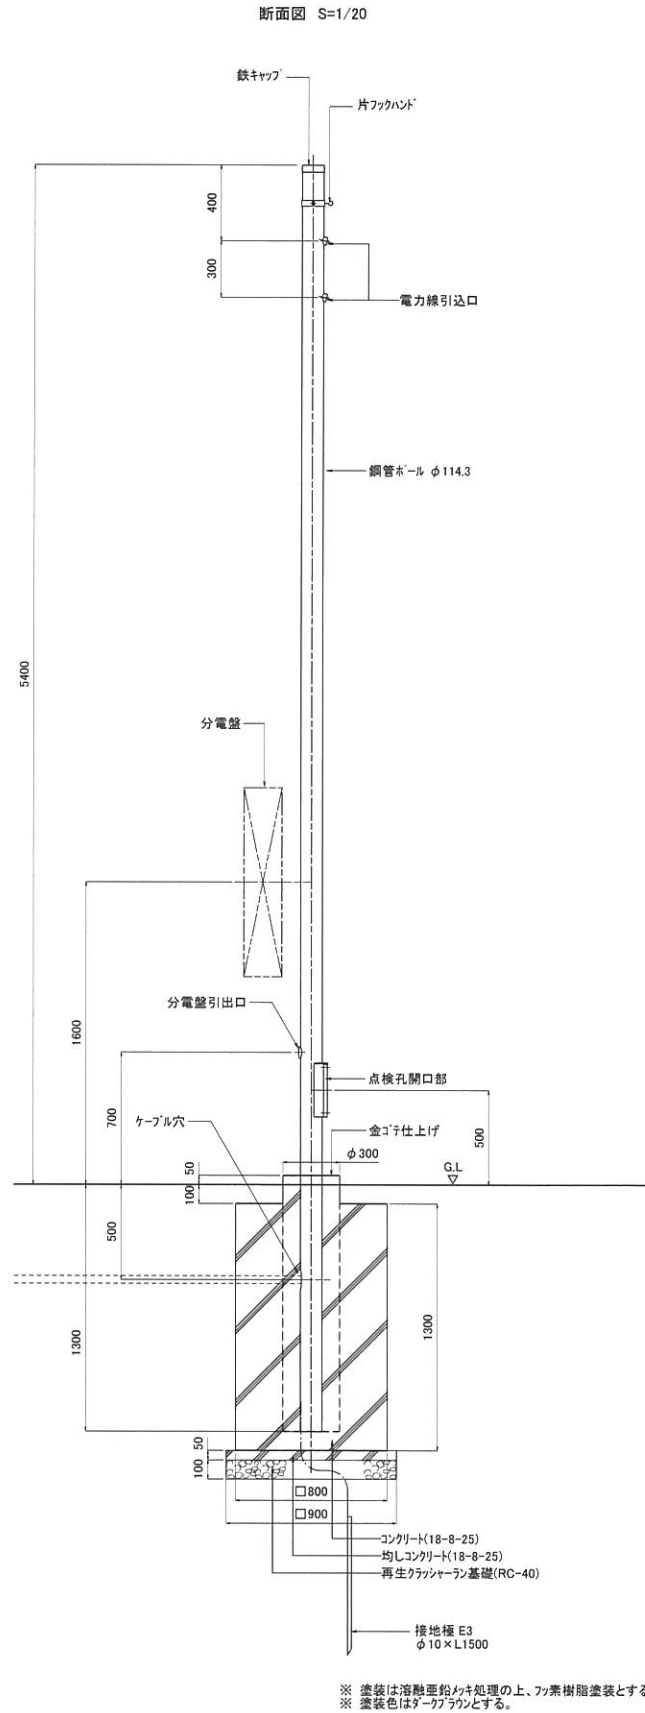 断面図 S=1/20
鉄キャップ
片フックバンド
400
300
電力線引込口
鋼管ポール φ114.3
5400
分電盤
1600
分電盤引出口
700
点検孔開口部
ケーブル穴
金ゴテ仕上げ
500
φ300
50
G.L
100
500
1300
1300
50
100
□800
□900
コンクリート(18-8-25)
均しコンクリート(18-8-25)
再生クラッシャーラン基礎(RC-40)
接地極 E3
φ10×L1500
※ 塗装は溶融亜鉛メッキ処理の上、フッ素樹脂塗装とする
※ 塗装色はダークブラウンとする。